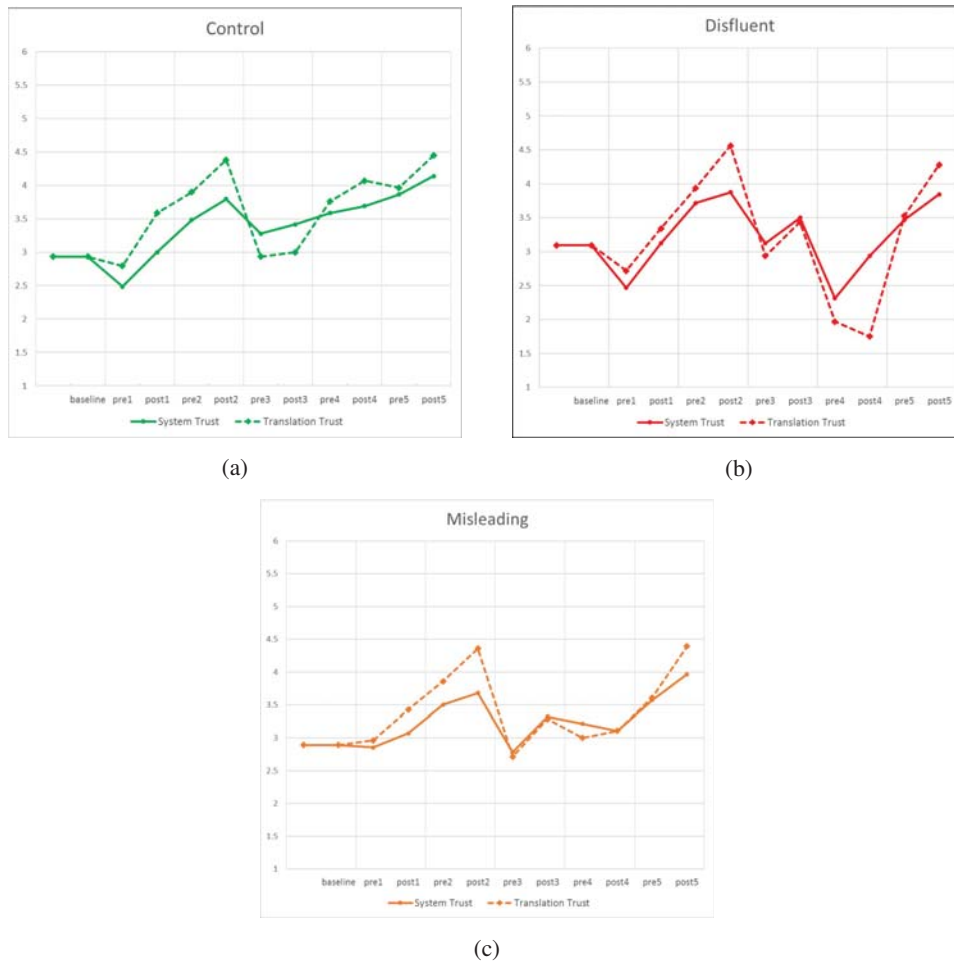 Control
6
5.5
5
4.5
4
3.5
3
2.5
2
1.5
1
baseline pre1 post1 pre2 post2 pre3 post3 pre4 post4 pre5 post5
System Trust Translation Trust
(a)
Disfluent
6
5.5
5
4.5
4
3.5
3
2.5
2
1.5
1
baseline pre1 post1 pre2 post2 pre3 post3 pre4 post4 pre5 post5
System Trust Translation Trust
(b)
Misleading
6
5.5
5
4.5
4
3.5
3
2.5
2
1.5
1
baseline pre1 post1 pre2 post2 pre3 post3 pre4 post4 pre5 post5
System Trust Translation Trust
(c)